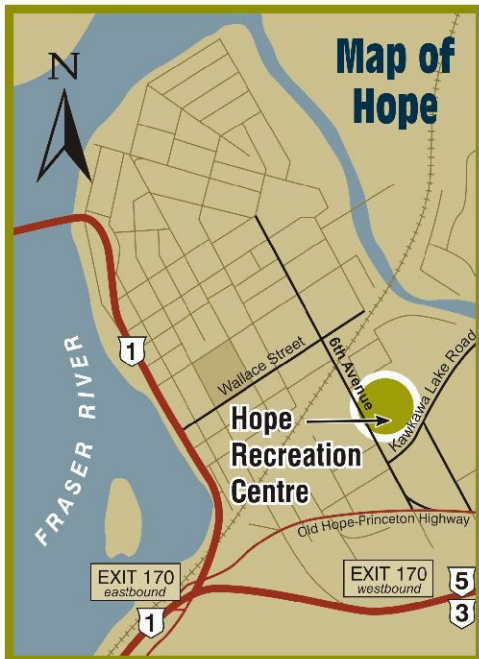 Map of
Hope
N
1
Wallace Street
6th Avenue
Kawkawa Lake Road
Hope
Recreation
Centre
FRASER RIVER
Old Hope-Princeton Highway
EXIT 170
eastbound
EXIT 170
westbound
5
3
1